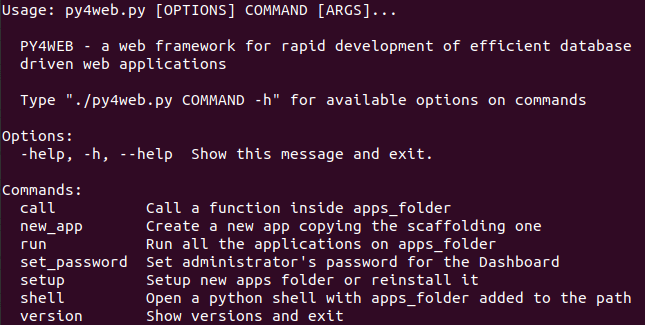 Usage: py4web.py [OPTIONS] COMMAND [ARGS]...
PY4WEB - a web framework for rapid development of efficient database
driven web applications
Type "./py4web.py COMMAND -h" for available options on commands
Options:
-help, -h, --help  Show this message and exit.
Commands:
call          Call a function inside apps_folder
new_app       Create a new app copying the scaffolding one
run           Run all the applications on apps_folder
set_password  Set administrator's password for the Dashboard
setup         Setup new apps folder or reinstall it
shell         Open a python shell with apps_folder added to the path
version       Show versions and exit